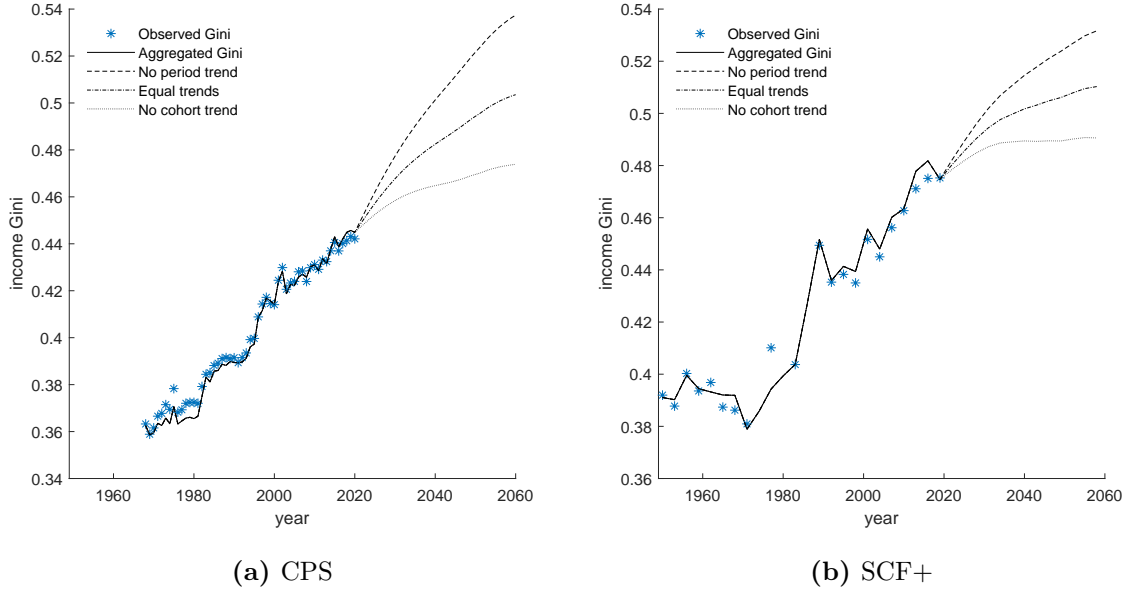 0.54
0.52
0.5
0.48
0.46
0.44
0.42
0.4
0.38
0.36
0.34
income Gini
1960 1980 2000 2020 2040 2060
year
Observed Gini
Aggregated Gini
No period trend
Equal trends
No cohort trend
(a) CPS
0.54
0.52
0.5
0.48
0.46
0.44
0.42
0.4
0.38
0.36
income Gini
1960 1980 2000 2020 2040 2060
year
Observed Gini
Aggregated Gini
No period trend
Equal trends
No cohort trend
(b) SCF+